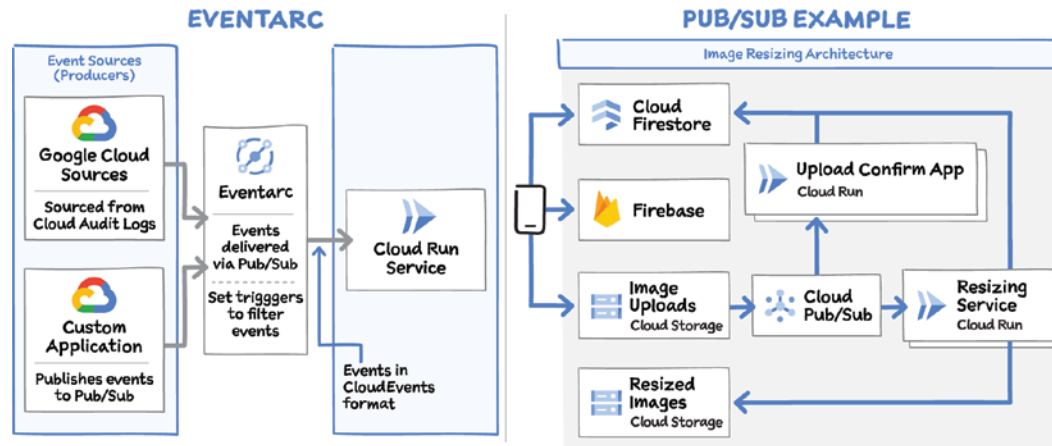 EVENTARC
Event Sources
(Producers)
Google Cloud
Sources
Sourced from
Cloud Audit Logs
Custom
Application
Publishes events
to Pub/Sub
Eventarc
Events
delivered
via Pub/Sub
Set trigggers
to filter
events
Cloud Run
Service
Events in
CloudEvents
format
PUB/SUB EXAMPLE
Image Resizing Architecture
Cloud
Firestore
Upload Confirm App
Cloud Run
Firebase
Image
Uploads
Cloud Storage
Cloud
Pub/Sub
Resizing
Service
Cloud Run
Resized
Images
Cloud Storage